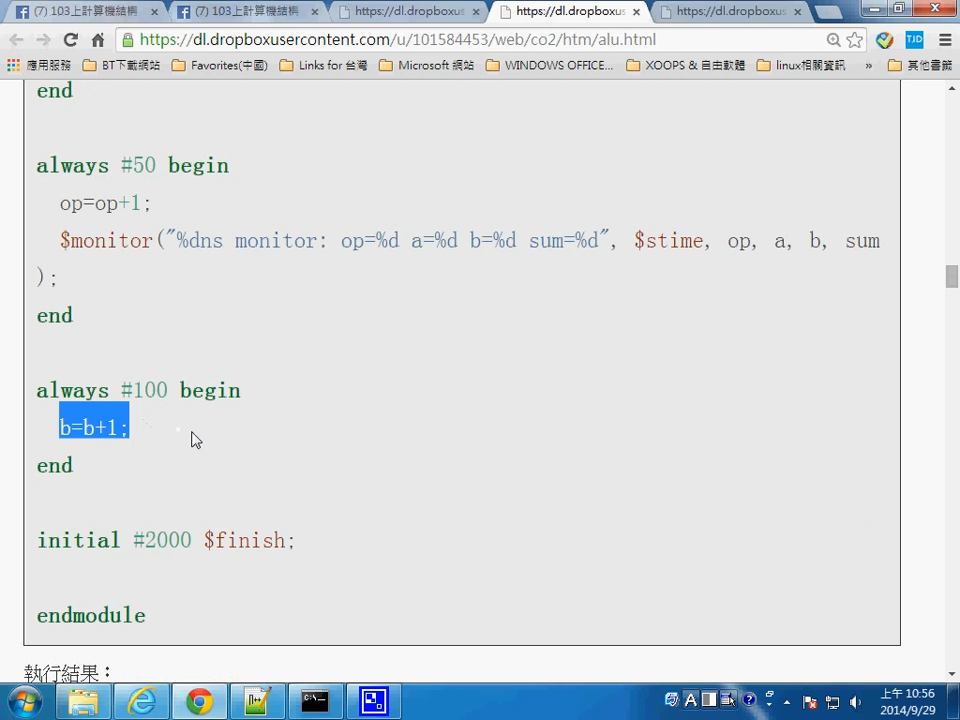 (7) 103上計算機結構
(7) 103上計算機結構
https://dl.dropboxuse
https://dl.dropboxuse
https://dl.dropboxuse
https://dl.dropboxusercontent.com/u/101584453/web/co2/htm/alu.html
TJD
應用服務 BT下載網站 Favorites(中國) Links for 台灣 Microsoft 網站 WINDOWS OFFICE... XOOPS & 自由軟體 linux相關資訊 » 其他書籤
end
always #50 begin
op=op+1;
$monitor("%dns monitor: op=%d a=%d b=%d sum=%d", $stime, op, a, b, sum
);
end
always #100 begin
b=b+1;
end
initial #2000 $finish;
endmodule
執行結果：
A
上午 10:56
2014/9/29